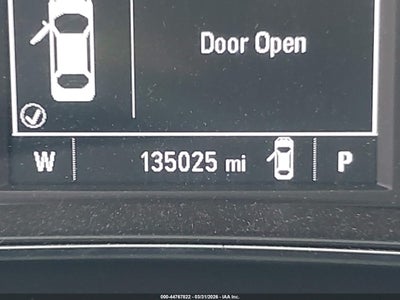 Door Open
W 135025 mi P
000-44767822 - 03/31/2026 - IAA Inc.